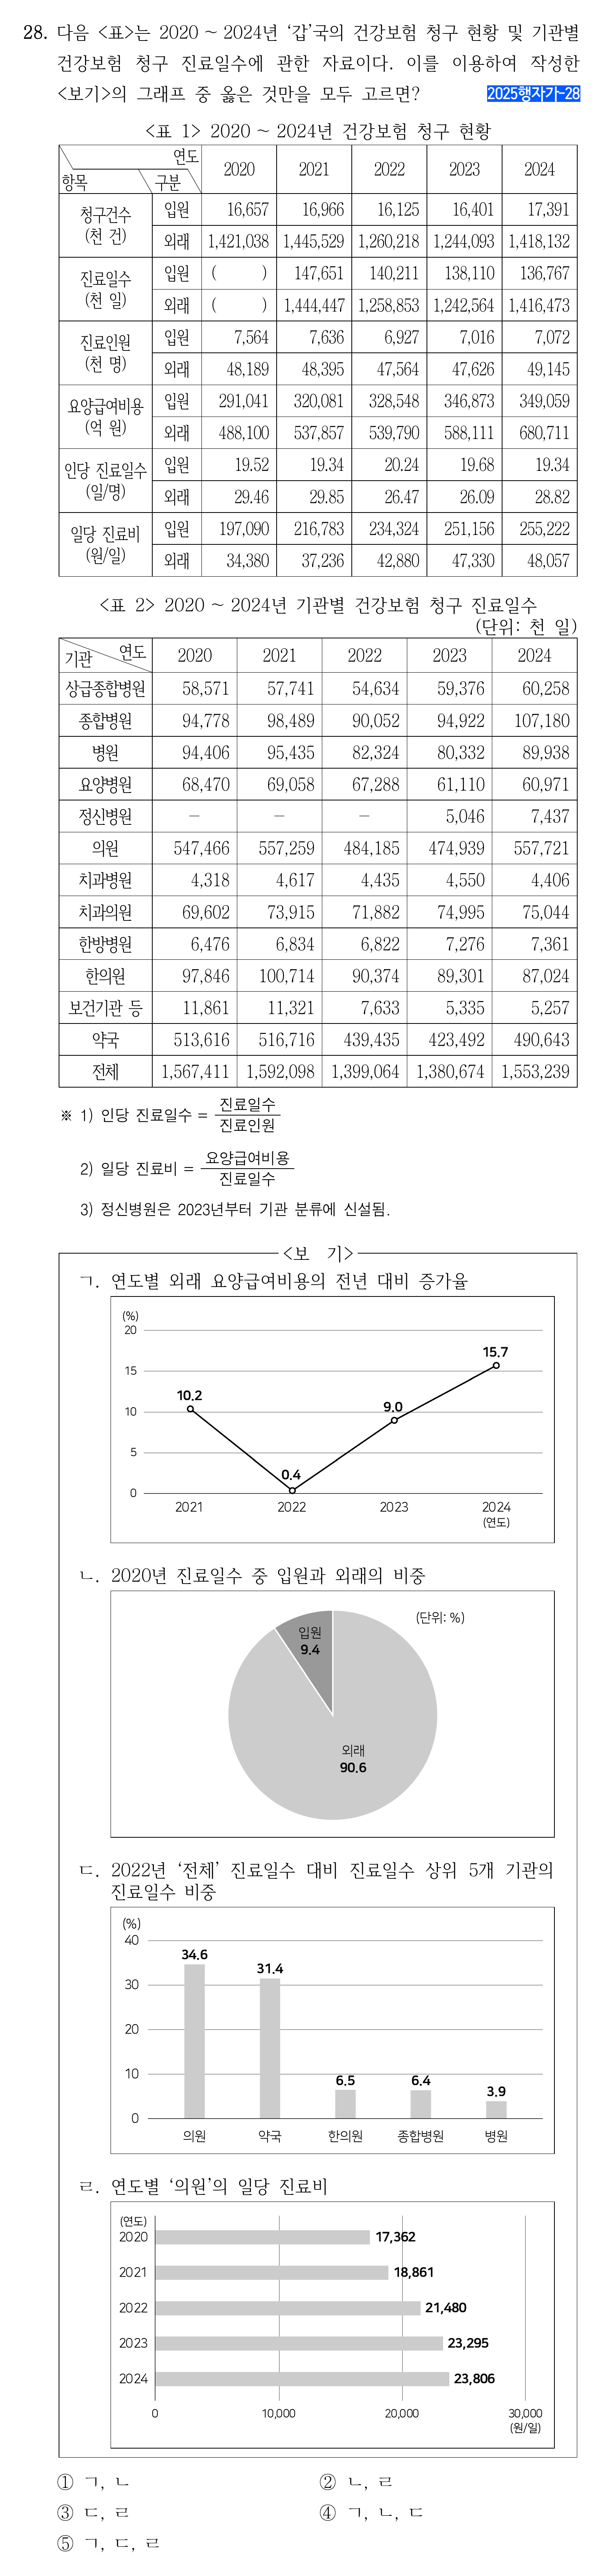 28. 다음 <표>는 2020 ~ 2024년 ‘갑’국의 건강보험 청구 현황 및 기관별
건강보험 청구 진료일수에 관한 자료이다. 이를 이용하여 작성한
<보기>의 그래프 중 옳은 것만을 모두 고르면? 2025행자가-28
<표 1> 2020 ~ 2024년 건강보험 청구 현황
항목 구분 연도 2020 2021 2022 2023 2024
청구건수 (천 건) 입원 16,657 16,966 16,125 16,401 17,391
외래 1,421,038 1,445,529 1,260,218 1,244,093 1,418,132
진료일수 (천 일) 입원 ( ) 147,651 140,211 138,110 136,767
외래 ( ) 1,444,447 1,258,853 1,242,564 1,416,473
진료인원 (천 명) 입원 7,564 7,636 6,927 7,016 7,072
외래 48,189 48,395 47,564 47,626 49,145
요양급여비용 (억 원) 입원 291,041 320,081 328,548 346,873 349,059
외래 488,100 537,857 539,790 588,111 680,711
인당 진료일수 (일/명) 입원 19.52 19.34 20.24 19.68 19.34
외래 29.46 29.85 26.47 26.09 28.82
일당 진료비 (원/일) 입원 197,090 216,783 234,324 251,156 255,222
외래 34,380 37,236 42,880 47,330 48,057
<표 2> 2020 ~ 2024년 기관별 건강보험 청구 진료일수
(단위: 천 일)
기관 연도 2020 2021 2022 2023 2024
상급종합병원 58,571 57,741 54,634 59,376 60,258
종합병원 94,778 98,489 90,052 94,922 107,180
병원 94,406 95,435 82,324 80,332 89,938
요양병원 68,470 69,058 67,288 61,110 60,971
정신병원 – – – 5,046 7,437
의원 547,466 557,259 484,185 474,939 557,721
치과병원 4,318 4,617 4,435 4,550 4,406
치과의원 69,602 73,915 71,882 74,995 75,044
한방병원 6,476 6,834 6,822 7,276 7,361
한의원 97,846 100,714 90,374 89,301 87,024
보건기관 등 11,861 11,321 7,633 5,335 5,257
약국 513,616 516,716 439,435 423,492 490,643
전체 1,567,411 1,592,098 1,399,064 1,380,674 1,553,239
※ 1) 인당 진료일수 = 진료일수 / 진료인원
2) 일당 진료비 = 요양급여비용 / 진료일수
3) 정신병원은 2023년부터 기관 분류에 신설됨.
<보 기>
ㄱ. 연도별 외래 요양급여비용의 전년 대비 증가율
(%)
20
15
10
5
0
10.2
0.4
9.0
15.7
2021 2022 2023 2024
(연도)
ㄴ. 2020년 진료일수 중 입원과 외래의 비중
(단위: %)
입원
9.4
외래
90.6
ㄷ. 2022년 ‘전체’ 진료일수 대비 진료일수 상위 5개 기관의
진료일수 비중
(%)
40
30
20
10
0
34.6
31.4
6.5
6.4
3.9
의원 약국 한의원 종합병원 병원
ㄹ. 연도별 ‘의원’의 일당 진료비
(연도)
2020 17,362
2021 18,861
2022 21,480
2023 23,295
2024 23,806
0 10,000 20,000 30,000
(원/일)
① ㄱ, ㄴ
② ㄴ, ㄹ
③ ㄷ, ㄹ
④ ㄱ, ㄴ, ㄷ
⑤ ㄱ, ㄷ, ㄹ